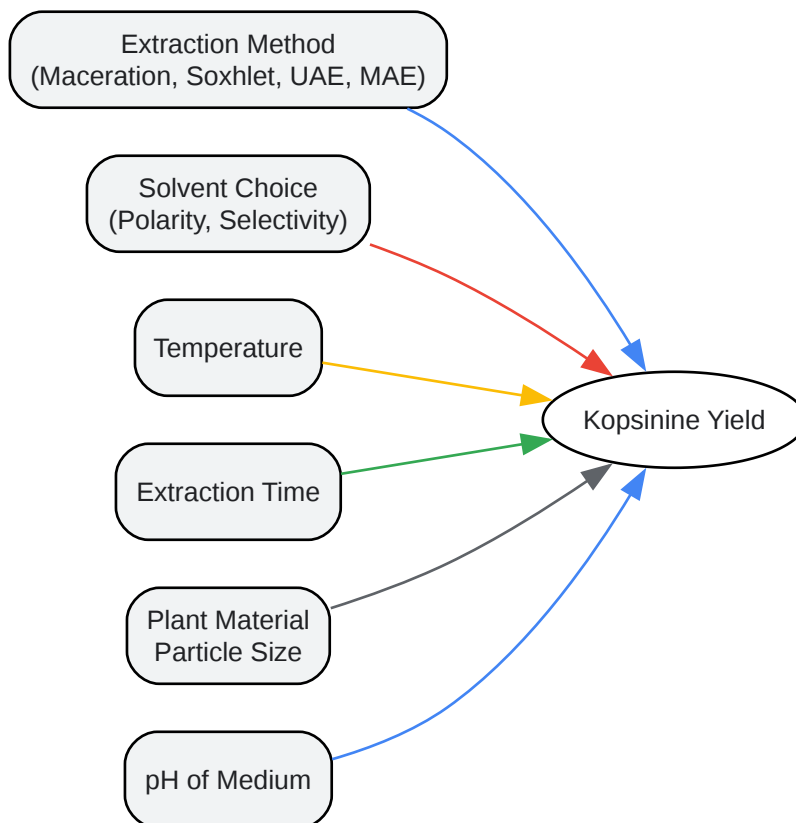 Extraction Method
(Maceration, Soxhlet, UAE, MAE)
Solvent Choice
(Polarity, Selectivity)
Temperature
Kopsinine Yield
Extraction Time
Plant Material
Particle Size
pH of Medium